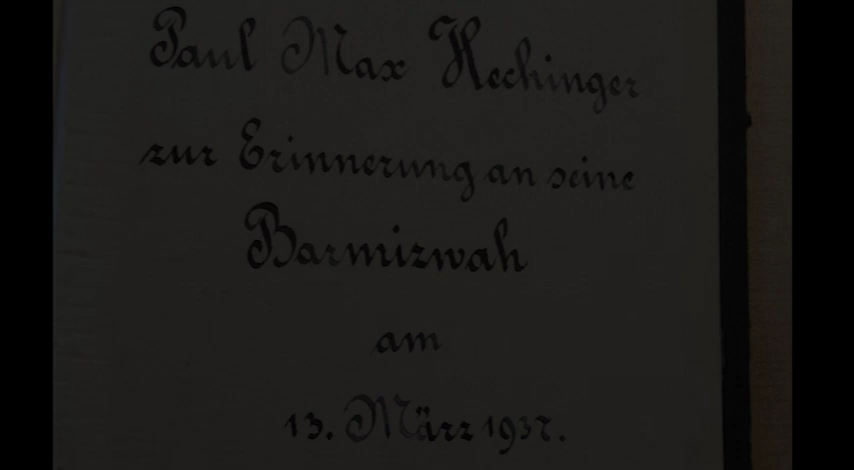 Paul Max Hechinger
zur Erinnerung an seine
Barmizwah
am
13. März 1937.